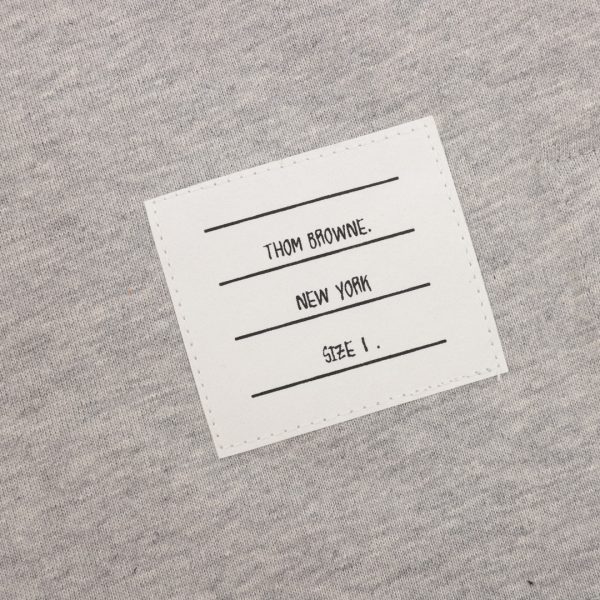 THOM BROWNE.
NEW YORK
SIZE 1 .